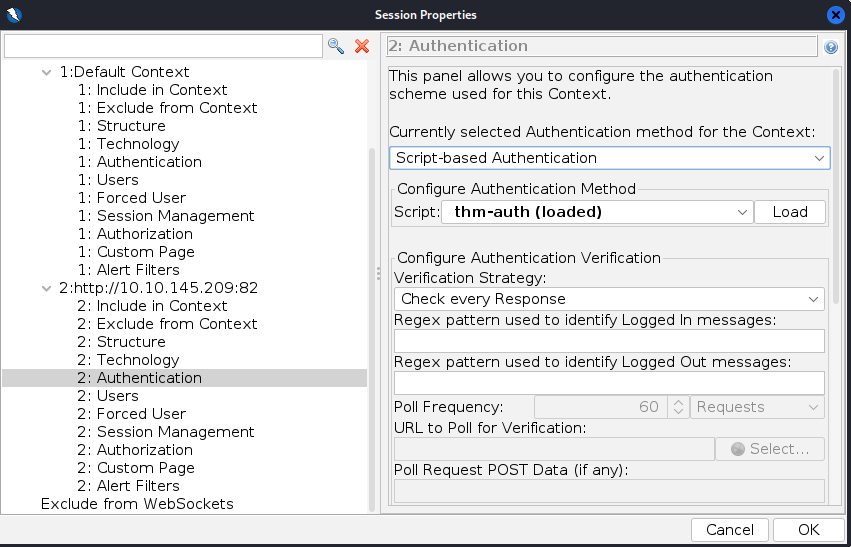 Session Properties
1:Default Context
1: Include in Context
1: Exclude from Context
1: Structure
1: Technology
1: Authentication
1: Users
1: Forced User
1: Session Management
1: Authorization
1: Custom Page
1: Alert Filters
2:http://10.10.145.209:82
2: Include in Context
2: Exclude from Context
2: Structure
2: Technology
2: Authentication
2: Users
2: Forced User
2: Session Management
2: Authorization
2: Custom Page
2: Alert Filters
Exclude from WebSockets
2: Authentication
This panel allows you to configure the authentication
scheme used for this Context.
Currently selected Authentication method for the Context:
Script-based Authentication
Configure Authentication Method
Script: thm-auth (loaded) Load
Configure Authentication Verification
Verification Strategy:
Check every Response
Regex pattern used to identify Logged In messages:
Regex pattern used to identify Logged Out messages:
Poll Frequency: 60 Requests
URL to Poll for Verification:
Select...
Poll Request POST Data (if any):
Cancel OK